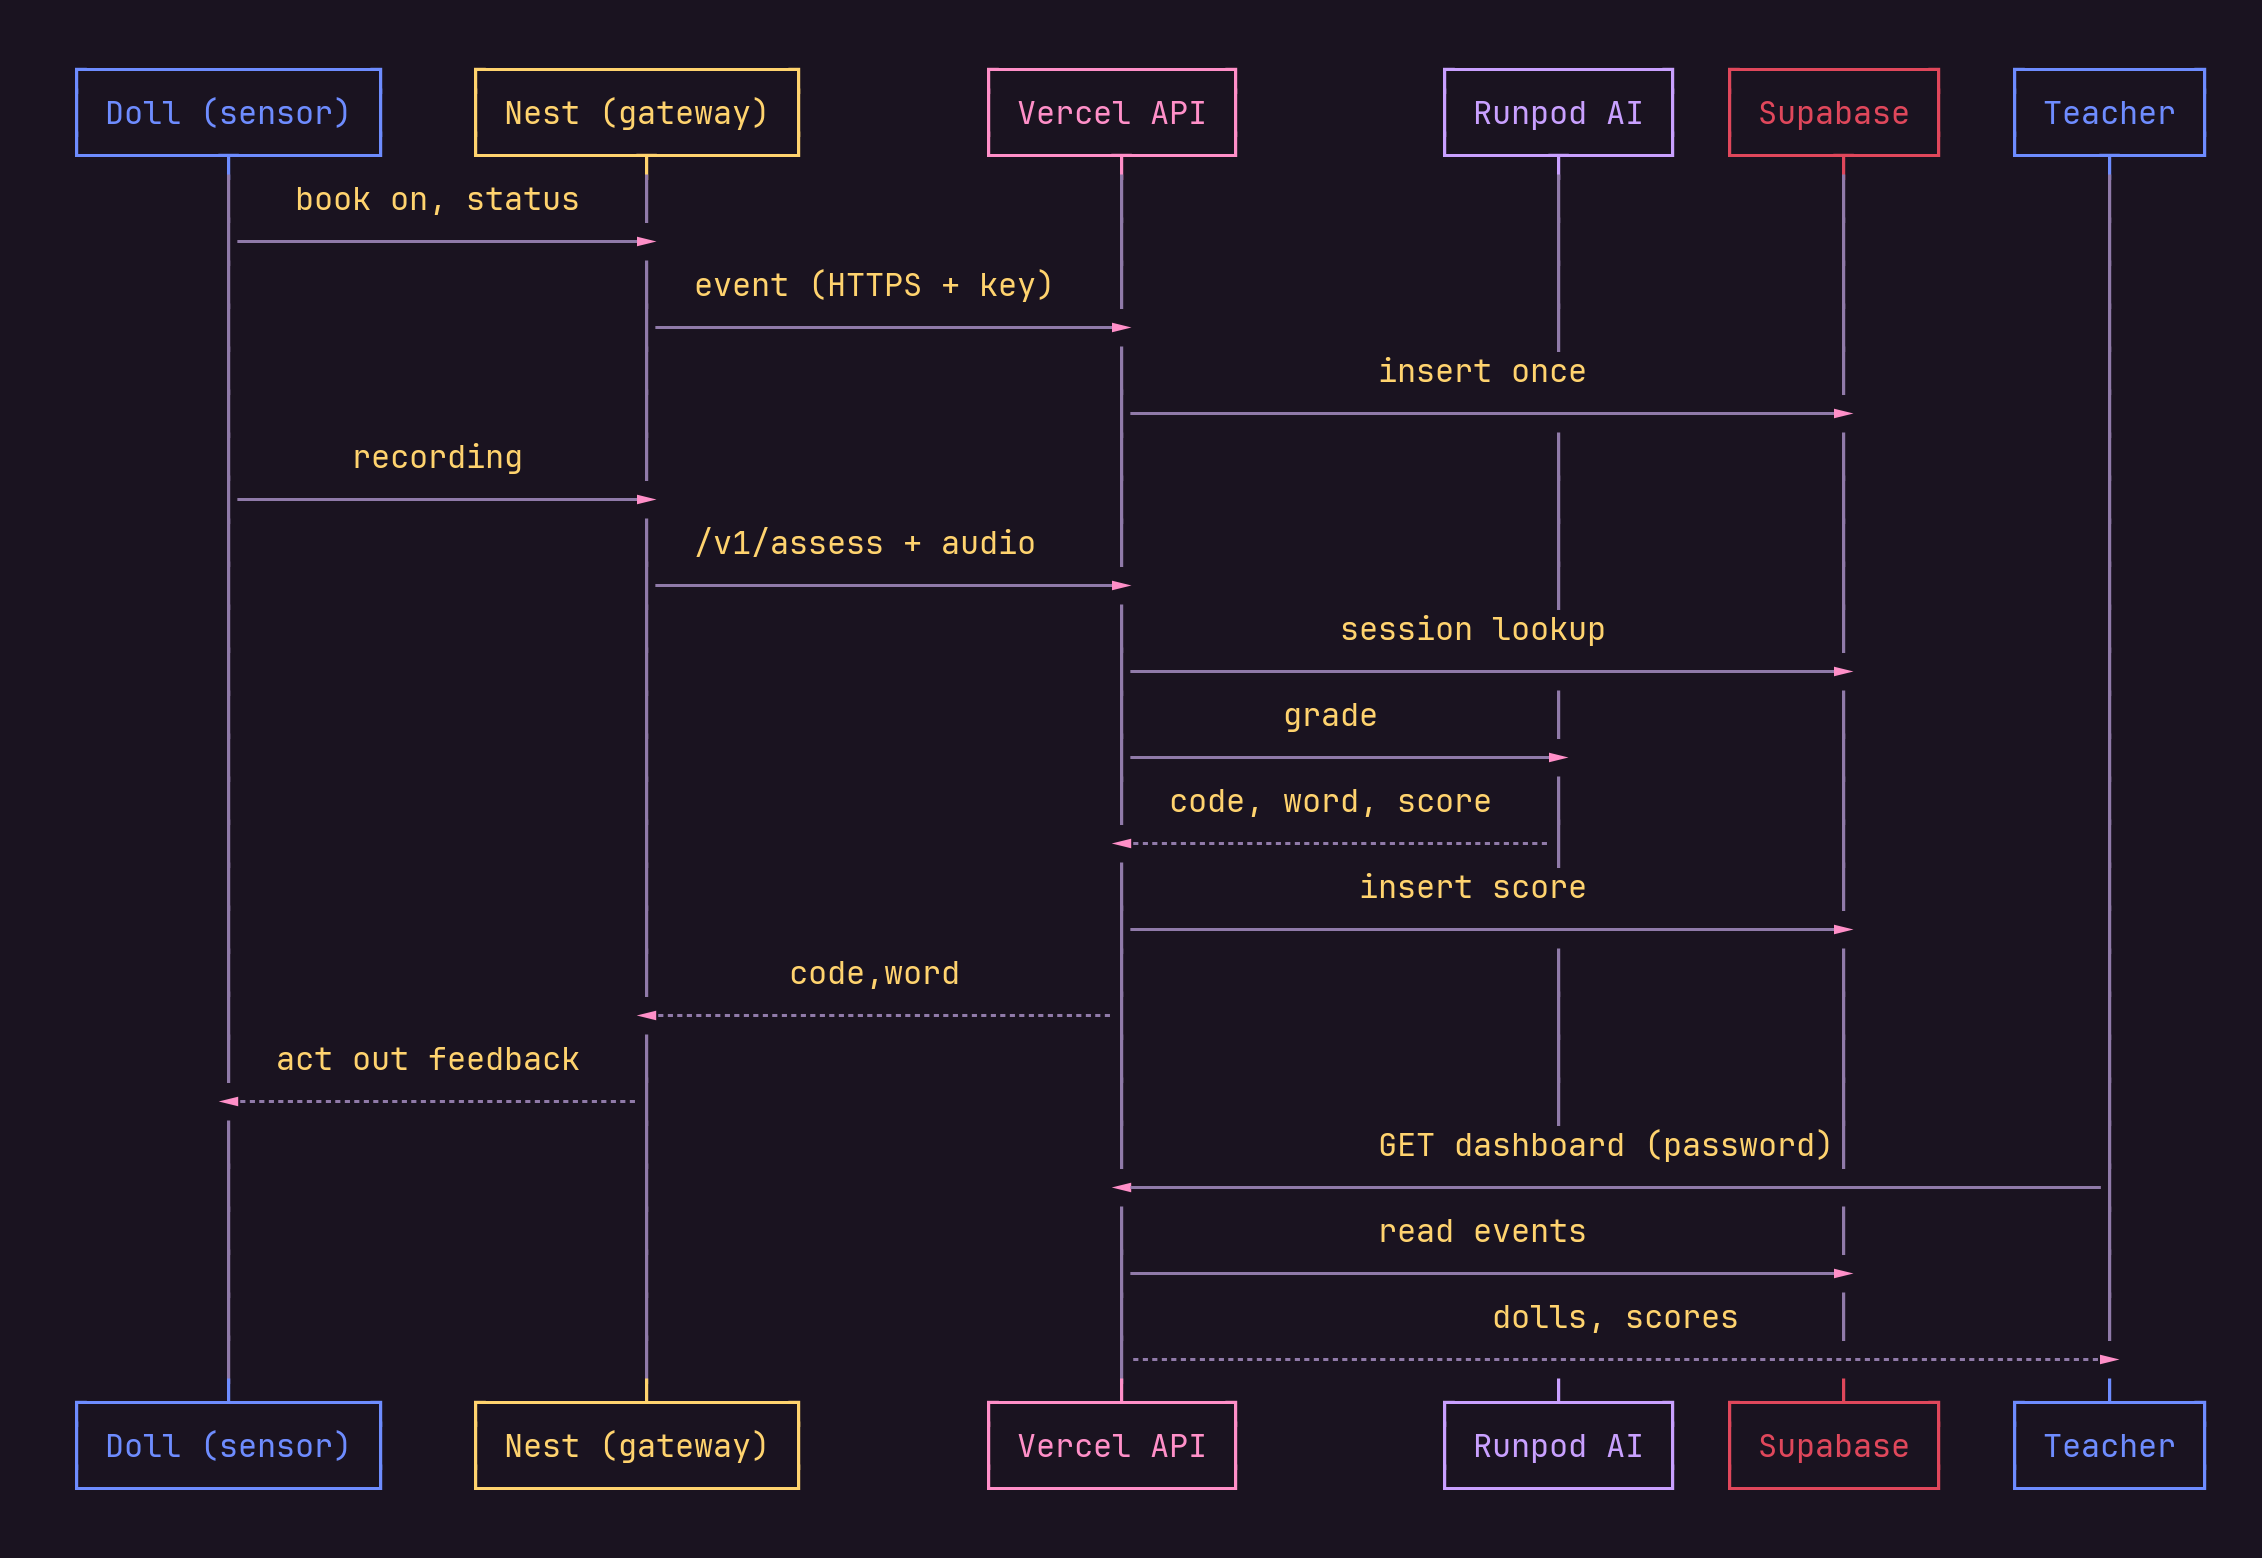 Doll (sensor) Nest (gateway) Vercel API Runpod AI Supabase Teacher
book on, status
event (HTTPS + key)
insert once
recording
/v1/assess + audio
session lookup
grade
code, word, score
insert score
code,word
act out feedback
GET dashboard (password)
read events
dolls, scores
Doll (sensor) Nest (gateway) Vercel API Runpod AI Supabase Teacher